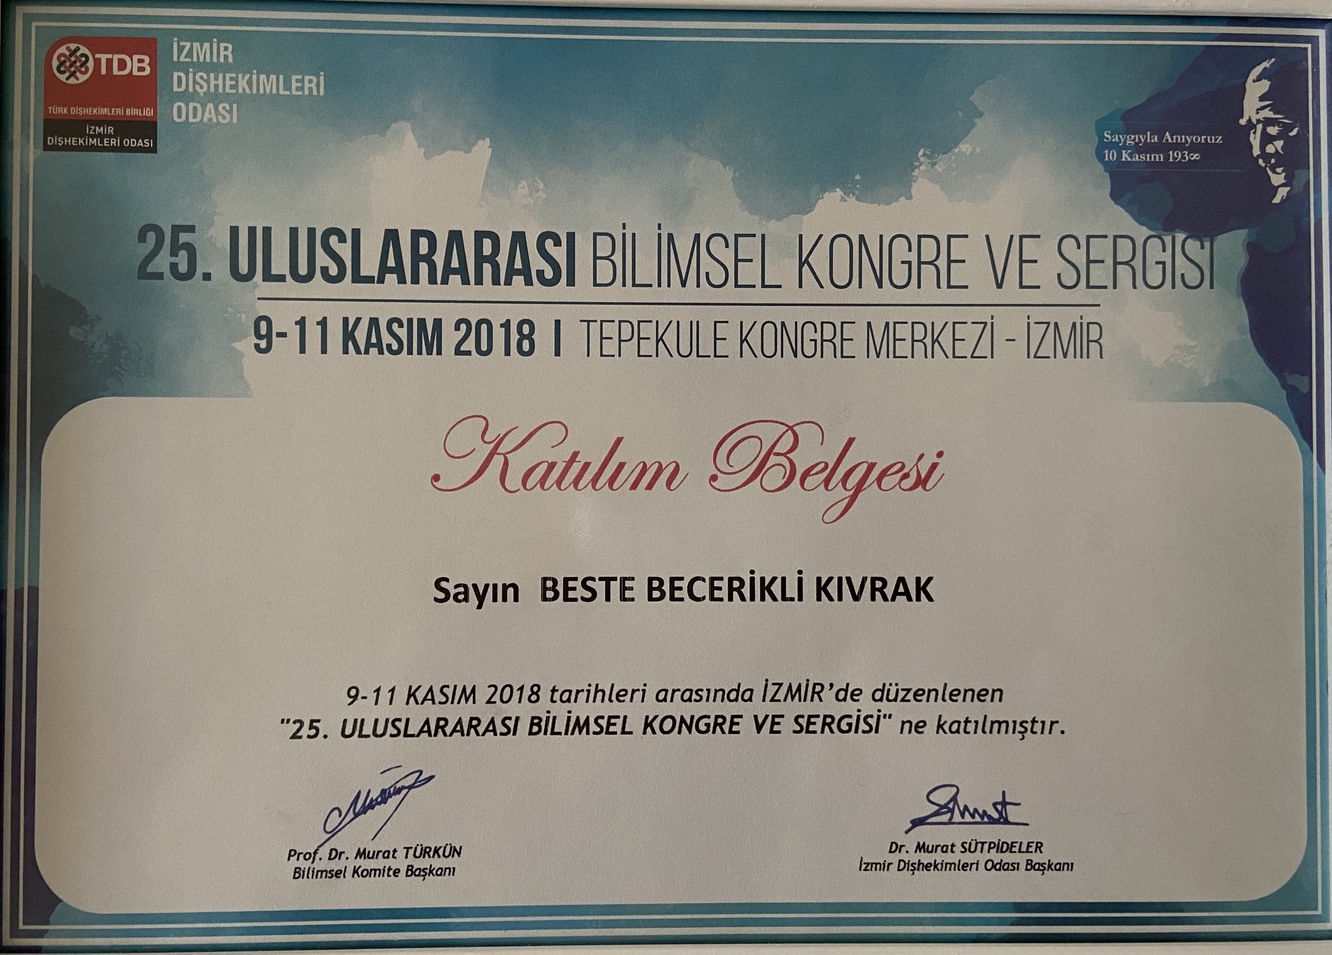 TDB
TÜRK DİŞHEKİMLERİ BİRLİĞİ
İZMİR
DİŞHEKİMLERİ ODASI
İZMİR
DİŞHEKİMLERİ
ODASI
Saygıyla Anıyoruz
10 Kasım 193∞
25. ULUSLARARASI BİLİMSEL KONGRE VE SERGİSİ
9-11 KASIM 2018 | TEPEKULE KONGRE MERKEZİ - İZMİR
Katılım Belgesi
Sayın BESTE BECERİKLİ KIVRAK
9-11 KASIM 2018 tarihleri arasında İZMİR'de düzenlenen
"25. ULUSLARARASI BİLİMSEL KONGRE VE SERGİSİ" ne katılmıştır.
Prof. Dr. Murat TÜRKÜN
Bilimsel Komite Başkanı
Dr. Murat SÜTPİDELER
İzmir Dişhekimleri Odası Başkanı